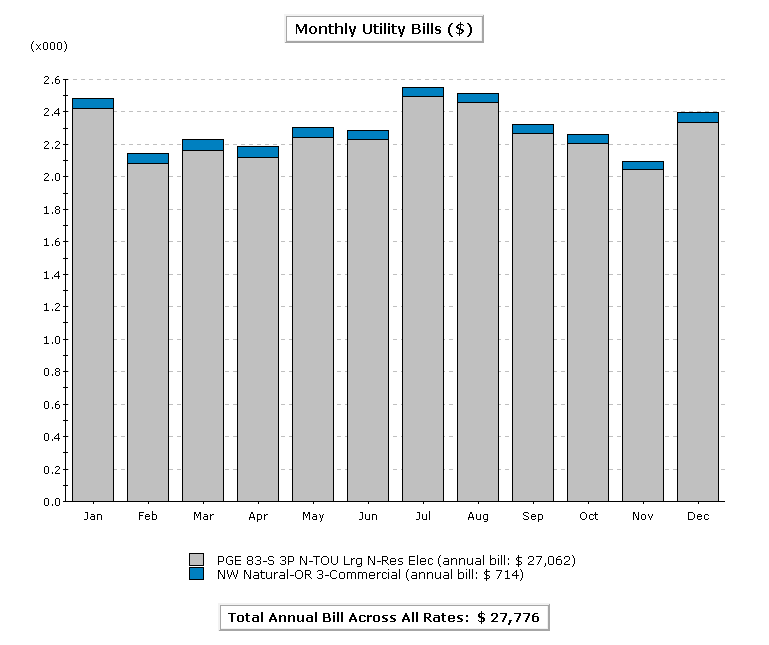 Monthly Utility Bills ($)
(x000)
2.6
2.4
2.2
2.0
1.8
1.6
1.4
1.2
1.0
0.8
0.6
0.4
0.2
0.0
Jan Feb Mar Apr May Jun Jul Aug Sep Oct Nov Dec
PGE 83-S 3P N-TOU Lrg N-Res Elec (annual bill: $ 27,062)
NW Natural-OR 3-Commercial (annual bill: $ 714)
Total Annual Bill Across All Rates: $ 27,776